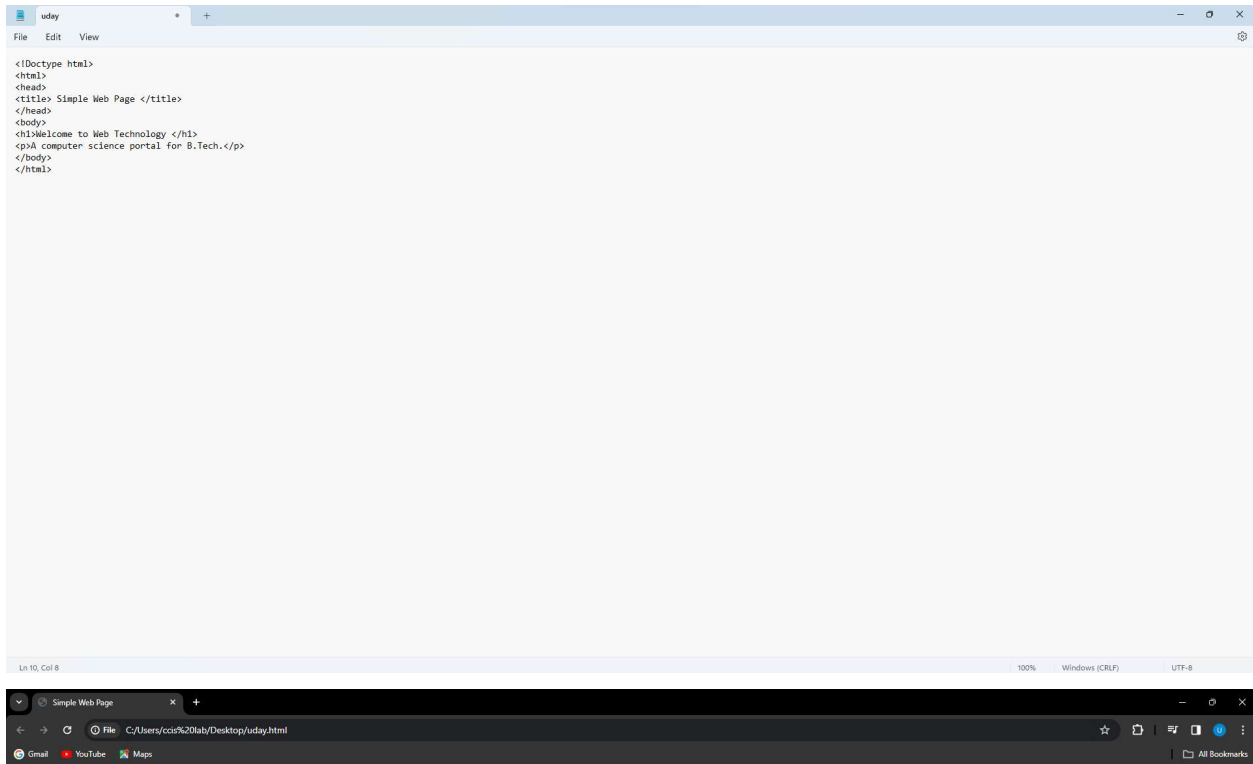 uday
File Edit View
<!Doctype html>
<html>
<head>
<title> Simple Web Page </title>
</head>
<body>
<h1>Welcome to Web Technology </h1>
<p>A computer science portal for B.Tech.</p>
</body>
</html>
Ln 10, Col 8 100% Windows (CRLF) UTF-8
Simple Web Page
File C:/Users/ccis%20lab/Desktop/uday.html U
Gmail YouTube Maps All Bookmarks